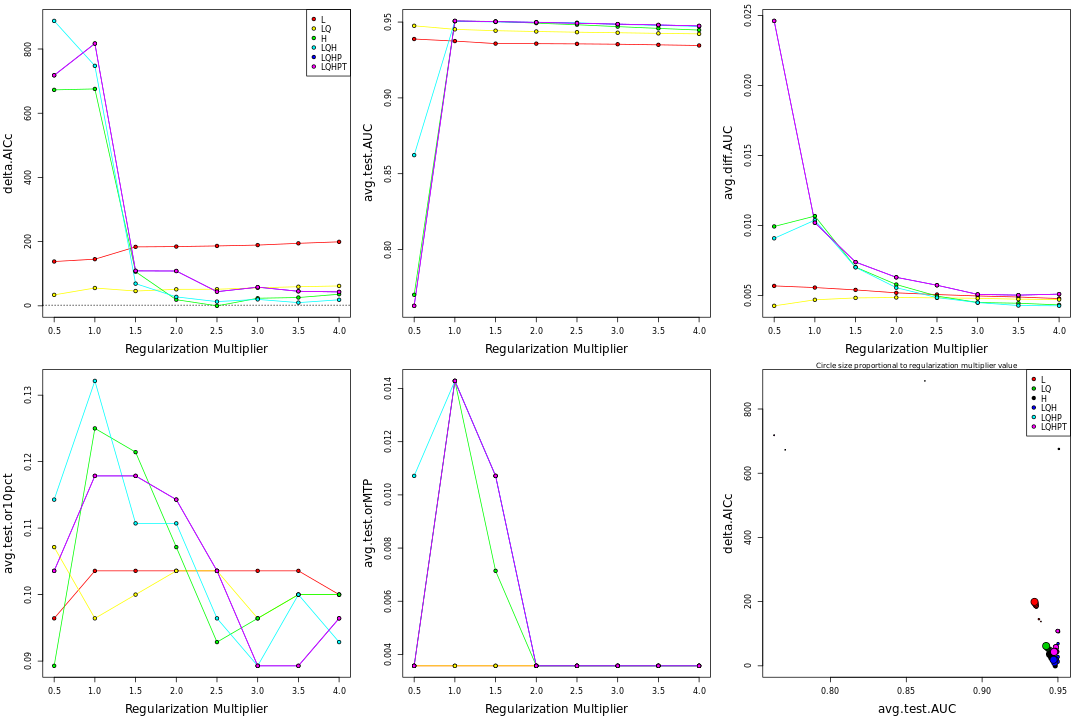 delta.AICc
0
200
400
600
800
0.5
1.0
1.5
2.0
2.5
3.0
3.5
4.0
Regularization Multiplier
L
LQ
H
LQH
LQHP
LQHPT
avg.test.AUC
0.80
0.85
0.90
0.95
0.5
1.0
1.5
2.0
2.5
3.0
3.5
4.0
Regularization Multiplier
avg.diff.AUC
0.005
0.010
0.015
0.020
0.025
0.5
1.0
1.5
2.0
2.5
3.0
3.5
4.0
Regularization Multiplier
avg.test.or10pct
0.09
0.10
0.11
0.12
0.13
0.5
1.0
1.5
2.0
2.5
3.0
3.5
4.0
Regularization Multiplier
avg.test.orMTP
0.004
0.006
0.008
0.010
0.012
0.014
0.5
1.0
1.5
2.0
2.5
3.0
3.5
4.0
Regularization Multiplier
Circle size proportional to regularization multiplier value
delta.AICc
0
200
400
600
800
0.80
0.85
0.90
0.95
avg.test.AUC
L
LQ
H
LQH
LQHP
LQHPT